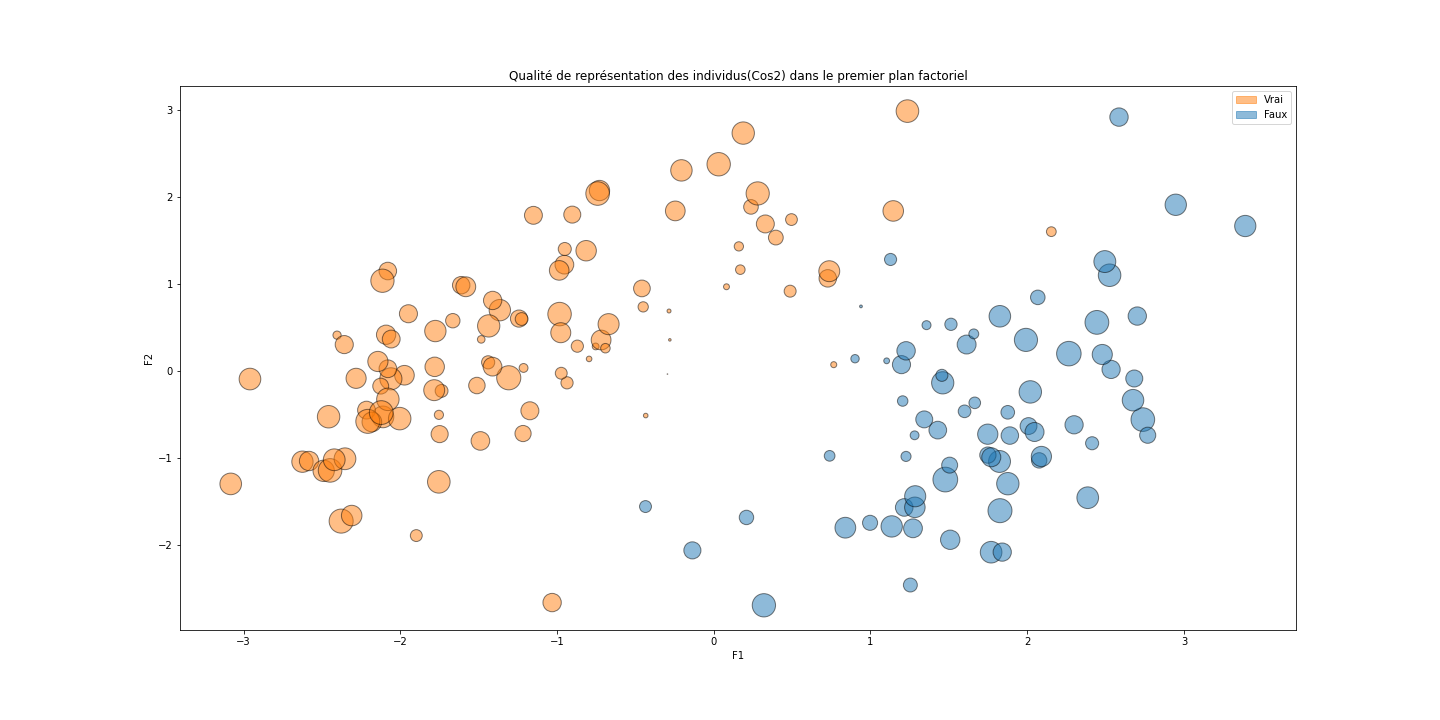 Qualité de représentation des individus(Cos2) dans le premier plan factoriel
Vrai
Faux
3
2
1
0
−1
−2
F2
−3
−2
−1
0
1
2
3
F1